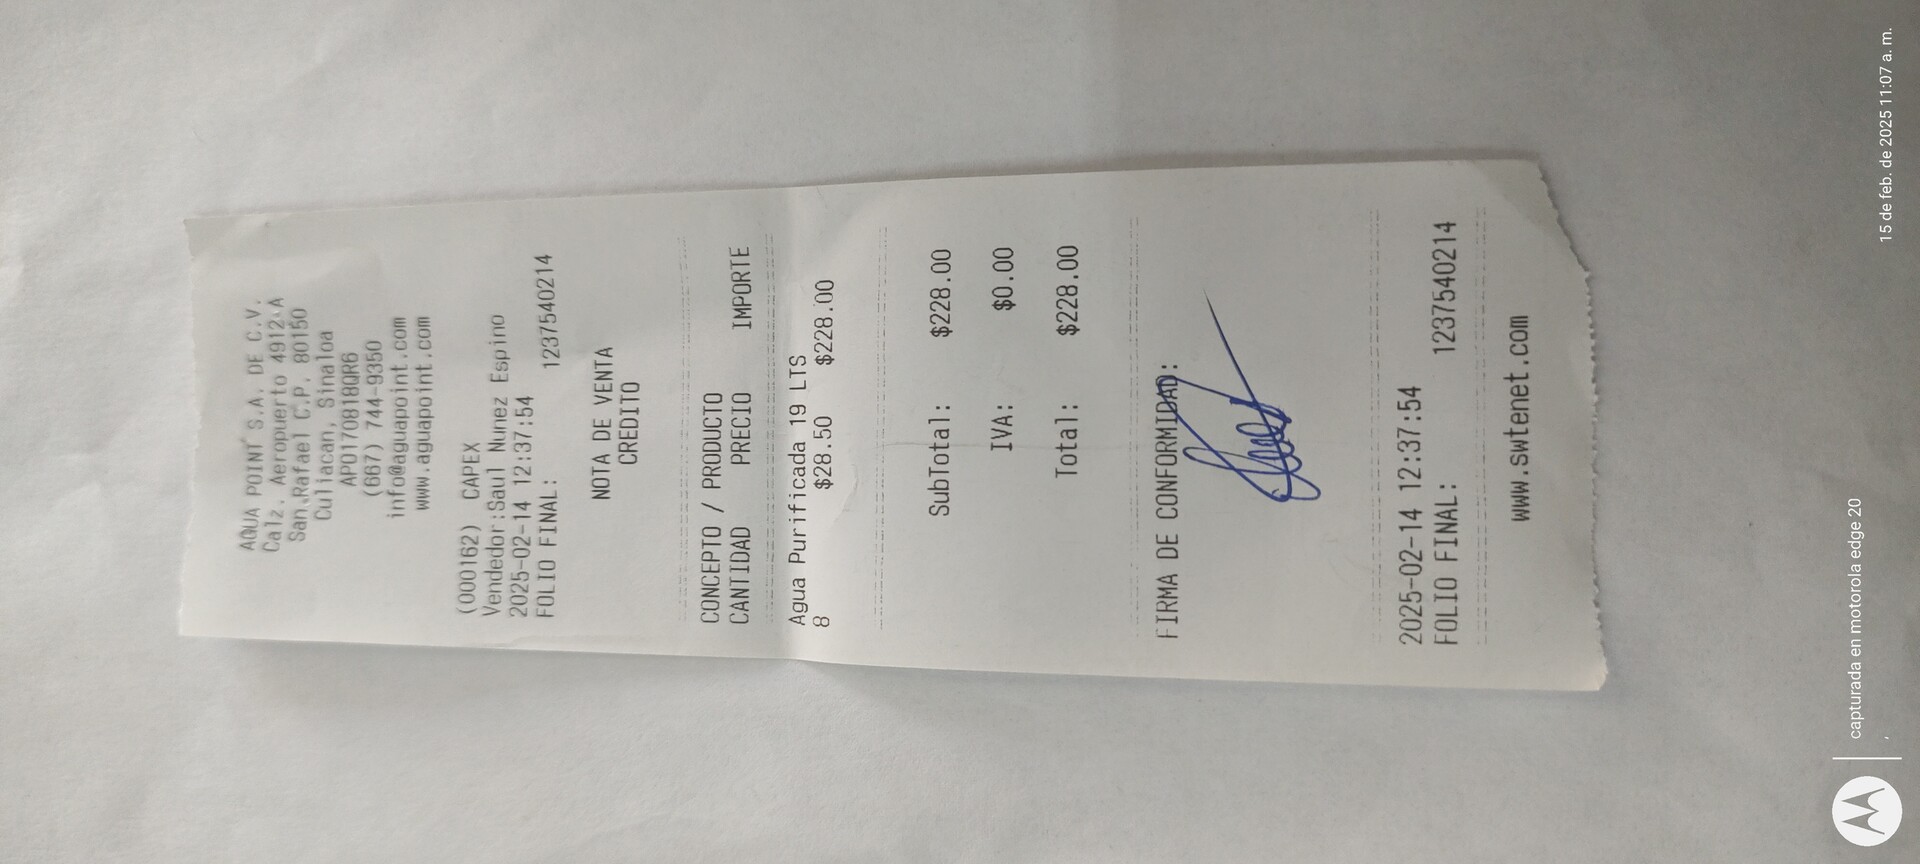 AQUA POINT S.A. DE C.V.
Calz. Aeropuerto 4912 A
San Rafael C.P. 80150
Culiacan, Sinaloa
APO170818QR6
(667) 744-9350
info@aguapoint.com
www.aguapoint.com
(000162) CAPEX
Vendedor:Saul Nunez Espino
2025-02-14 12:37:54
FOLIO FINAL: 1237540214
NOTA DE VENTA
CREDITO
CONCEPTO / PRODUCTO
CANTIDAD PRECIO IMPORTE
Agua Purificada 19 LTS
8 $28.50 $228.00
SubTotal: $228.00
IVA: $0.00
Total: $228.00
FIRMA DE CONFORMIDAD:
2025-02-14 12:37:54
FOLIO FINAL: 1237540214
www.swtenet.com
capturada en motorola edge 20
,
15 de feb. de 2025 11:07 a. m.